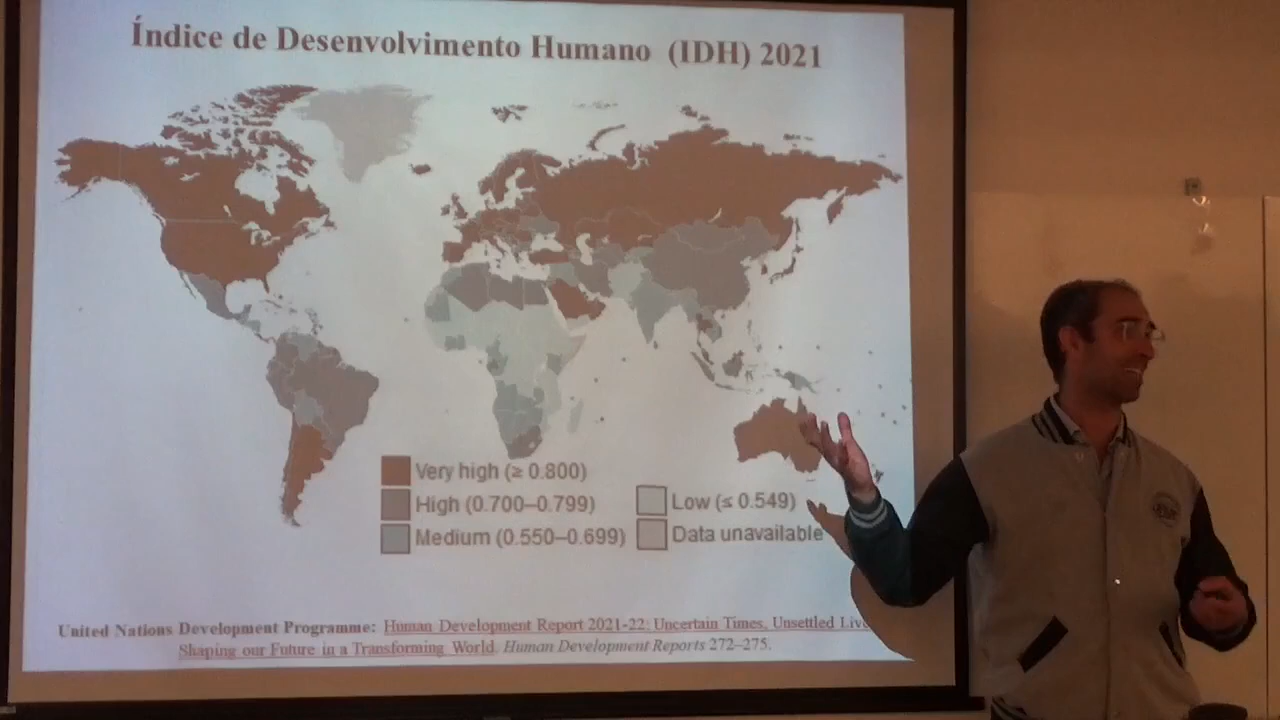 Índice de Desenvolvimento Humano (IDH) 2021
Very high (≥ 0.800)
High (0.700–0.799)
Medium (0.550–0.699)
Low (≤ 0.549)
Data unavailable
United Nations Development Programme: Human Development Report 2021-22: Uncertain Times, Unsettled
Shaping our Future in a Transforming World. Human Development Reports 272–275.